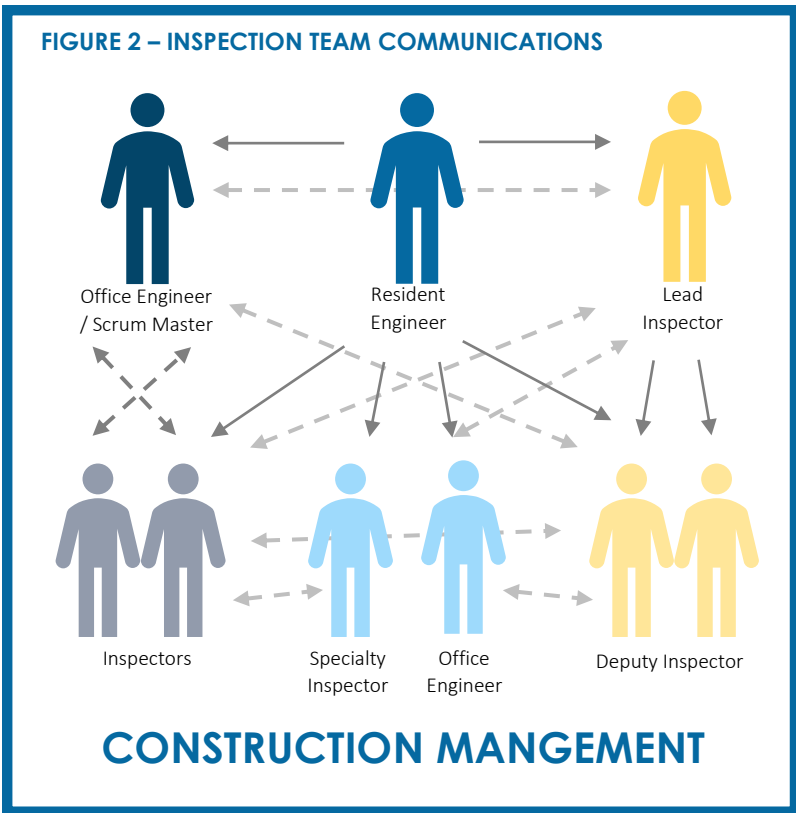 FIGURE 2 – INSPECTION TEAM COMMUNICATIONS
Office Engineer
/ Scrum Master
Resident
Engineer
Lead
Inspector
Inspectors
Specialty
Inspector
Office
Engineer
Deputy Inspector
CONSTRUCTION MANGEMENT